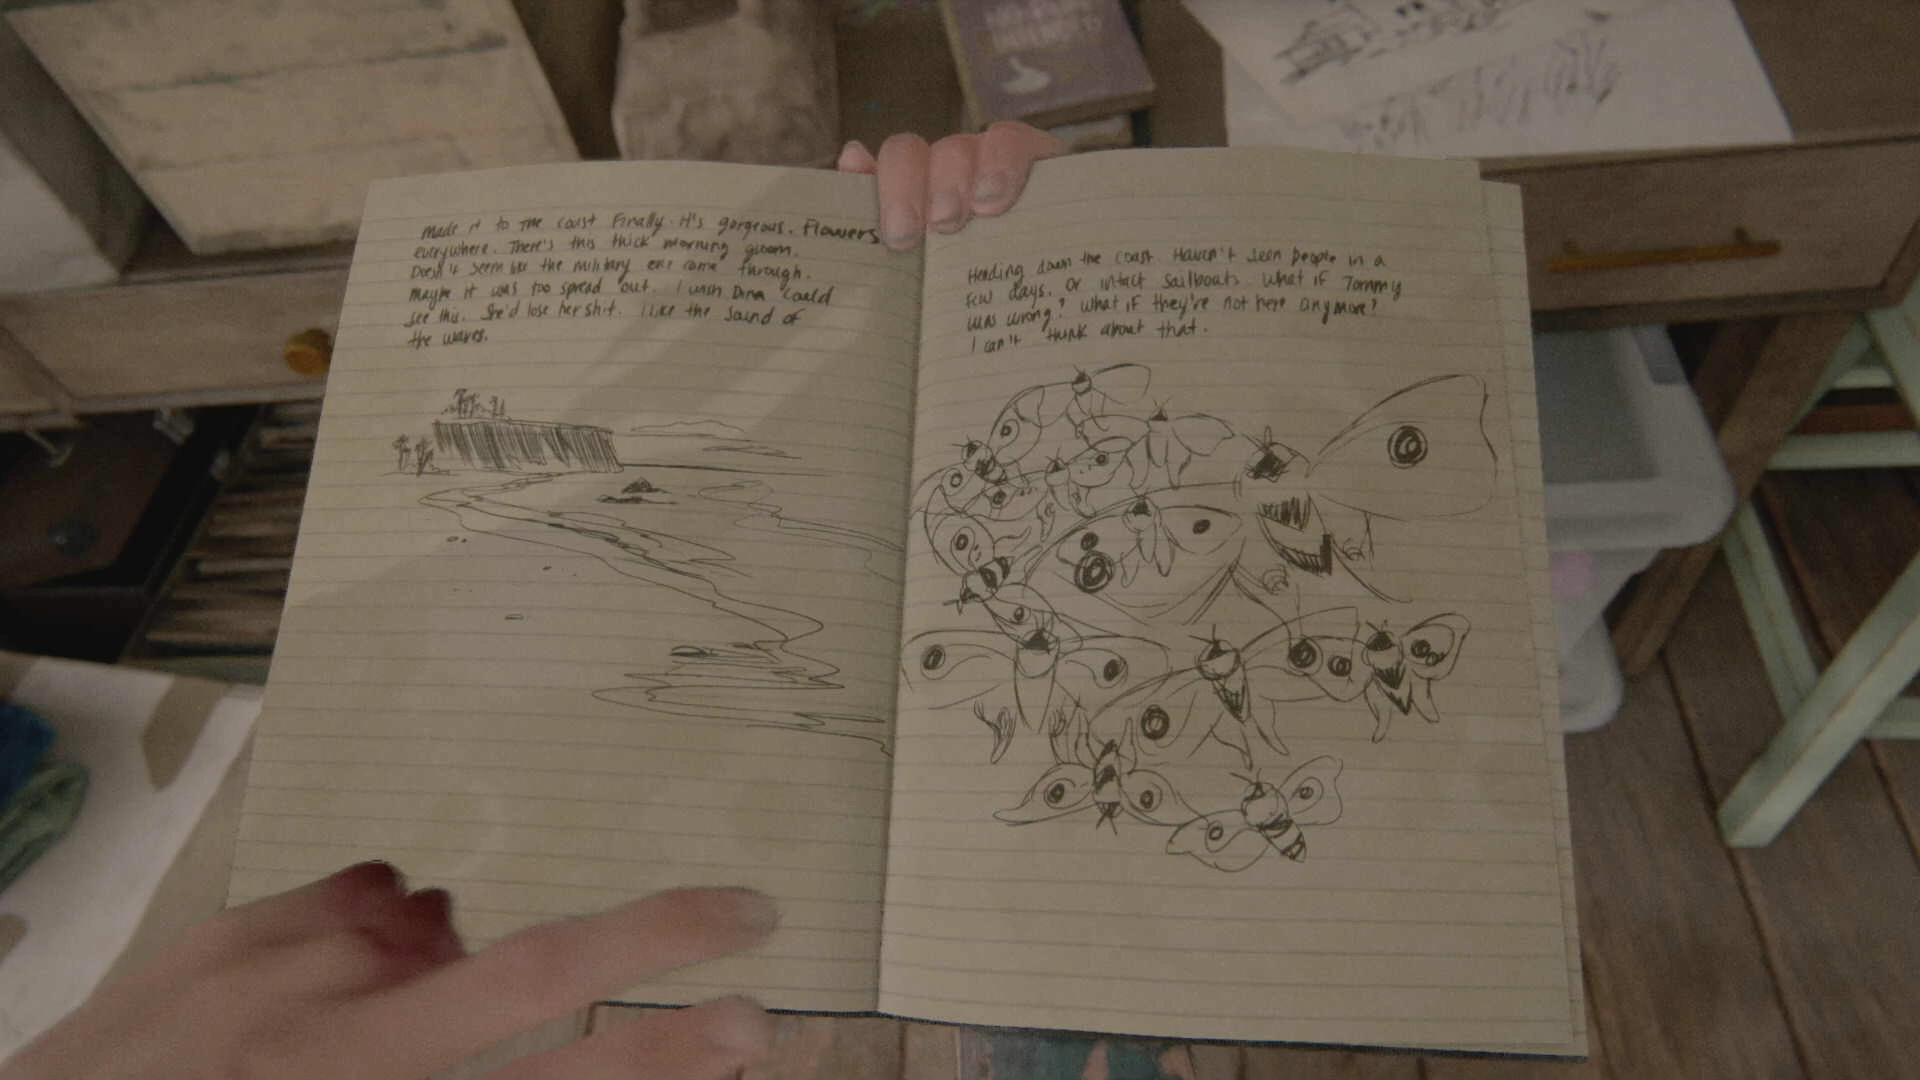 Made it to the coast finally. It's gorgeous. Flowers
everywhere. There's this thick morning gloom.
Doesn't seem like the military ever came through.
Maybe it was too spread out. I wish Dina could
see this. She'd lose her shit. I like the sound of
the waves.
Heading down the coast. Haven't seen people in a
few days. Or intact sailboats. What if Tommy
was wrong? What if they're not here anymore?
I can't think about that.